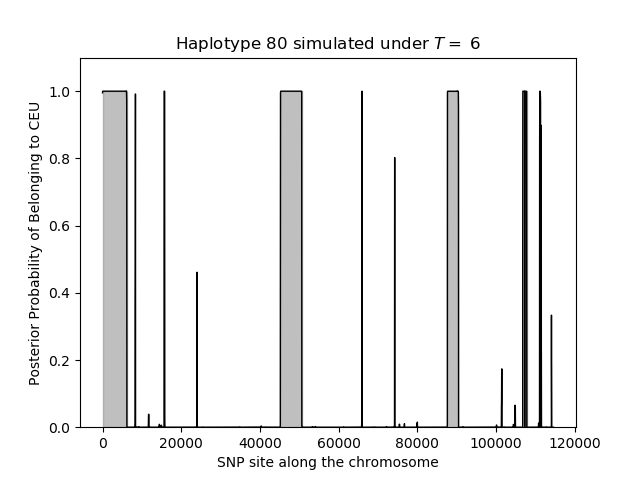 Haplotype 80 simulated under T = 6
Posterior Probability of Belonging to CEU
1.0
0.8
0.6
0.4
0.2
0.0
0 20000 40000 60000 80000 100000 120000
SNP site along the chromosome